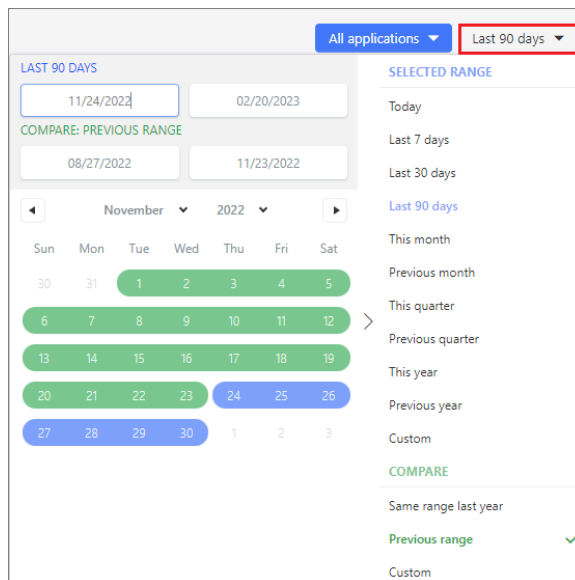 All applications
Last 90 days
LAST 90 DAYS
11/24/2022 02/20/2023
COMPARE: PREVIOUS RANGE
08/27/2022 11/23/2022
November 2022
Sun Mon Tue Wed Thu Fri Sat
30 31 1 2 3 4 5
6 7 8 9 10 11 12
13 14 15 16 17 18 19
20 21 22 23 24 25 26
27 28 29 30 1 2 3
SELECTED RANGE
Today
Last 7 days
Last 30 days
Last 90 days
This month
Previous month
This quarter
Previous quarter
This year
Previous year
Custom
COMPARE
Same range last year
Previous range
Custom